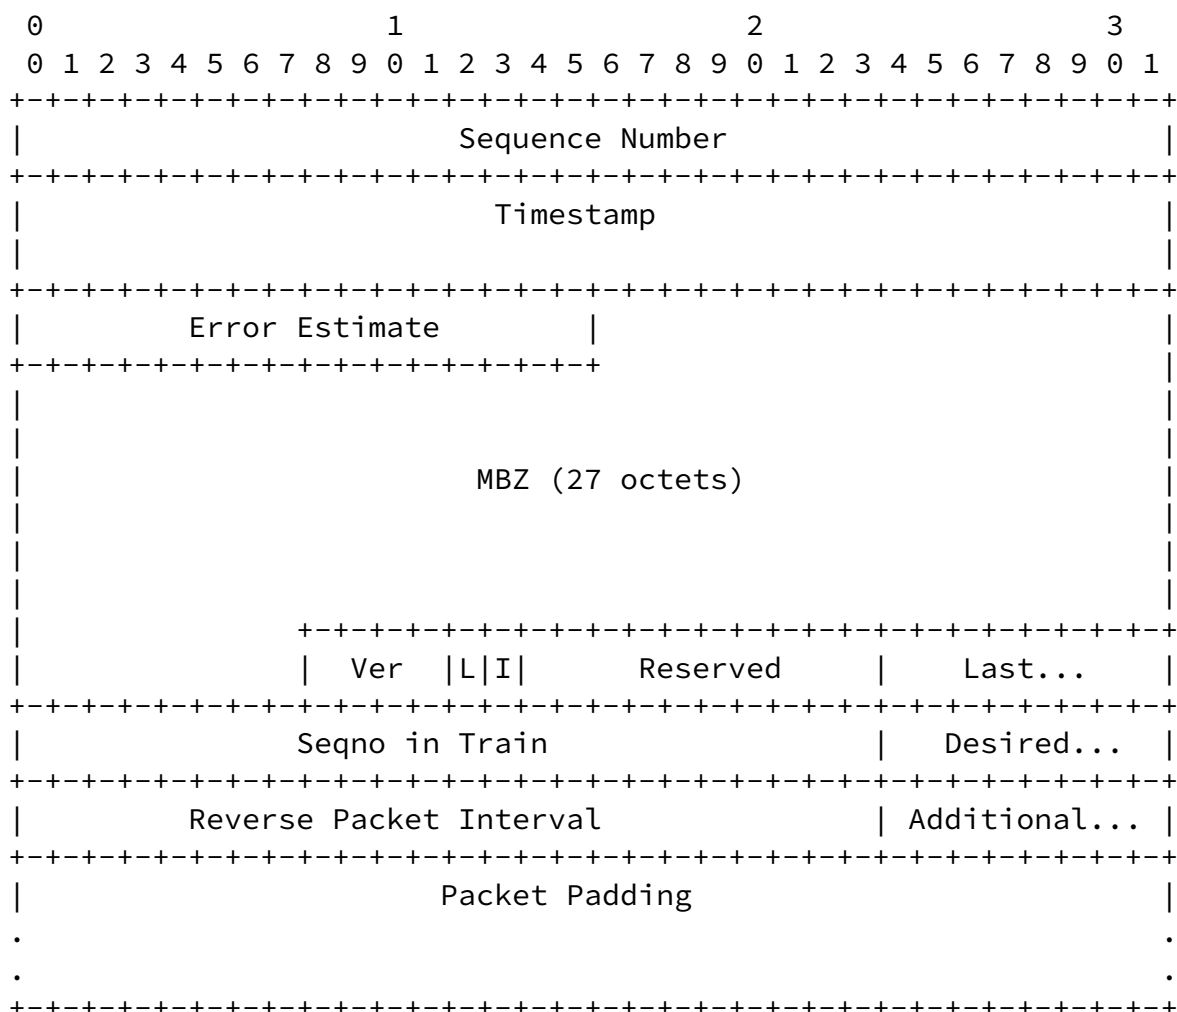 0                   1                   2                   3
 0 1 2 3 4 5 6 7 8 9 0 1 2 3 4 5 6 7 8 9 0 1 2 3 4 5 6 7 8 9 0 1
+-+-+-+-+-+-+-+-+-+-+-+-+-+-+-+-+-+-+-+-+-+-+-+-+-+-+-+-+-+-+-+-+
|                        Sequence Number                        |
+-+-+-+-+-+-+-+-+-+-+-+-+-+-+-+-+-+-+-+-+-+-+-+-+-+-+-+-+-+-+-+-+
|                          Timestamp                            |
|                                                               |
+-+-+-+-+-+-+-+-+-+-+-+-+-+-+-+-+-+-+-+-+-+-+-+-+-+-+-+-+-+-+-+-+
|         Error Estimate        |                               |
+-+-+-+-+-+-+-+-+-+-+-+-+-+-+-+-+                               |
|                                                               |
|                                                               |
|                         MBZ (27 octets)                       |
|                                                               |
|                                                               |
|                                                               |
|               +-+-+-+-+-+-+-+-+-+-+-+-+-+-+-+-+-+-+-+-+-+-+-+-+
|               |  Ver  |L|I|      Reserved     |    Last...    |
+-+-+-+-+-+-+-+-+-+-+-+-+-+-+-+-+-+-+-+-+-+-+-+-+-+-+-+-+-+-+-+-+
|               Seqno in Train                  |   Desired...  |
+-+-+-+-+-+-+-+-+-+-+-+-+-+-+-+-+-+-+-+-+-+-+-+-+-+-+-+-+-+-+-+-+
|         Reverse Packet Interval               | Additional... |
+-+-+-+-+-+-+-+-+-+-+-+-+-+-+-+-+-+-+-+-+-+-+-+-+-+-+-+-+-+-+-+-+
|                       Packet Padding                          |
.                                                               .
.                                                               .
+-+-+-+-+-+-+-+-+-+-+-+-+-+-+-+-+-+-+-+-+-+-+-+-+-+-+-+-+-+-+-+-+